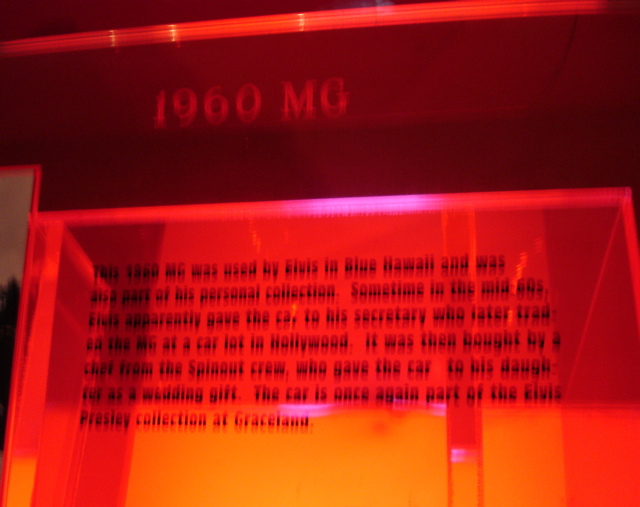 1960 MG
This 1960 MG was used by Elvis in Blue Hawaii and was
also part of his personal collection. Sometime in the mid 60s,
Elvis apparently gave the car to his secretary who later trad-
ed the MG at a car lot in Hollywood. It was then bought by a
chef from the Spinout crew, who gave the car to his daugh-
ter as a wedding gift. The car is once again part of the Elvis
Presley collection at Graceland.